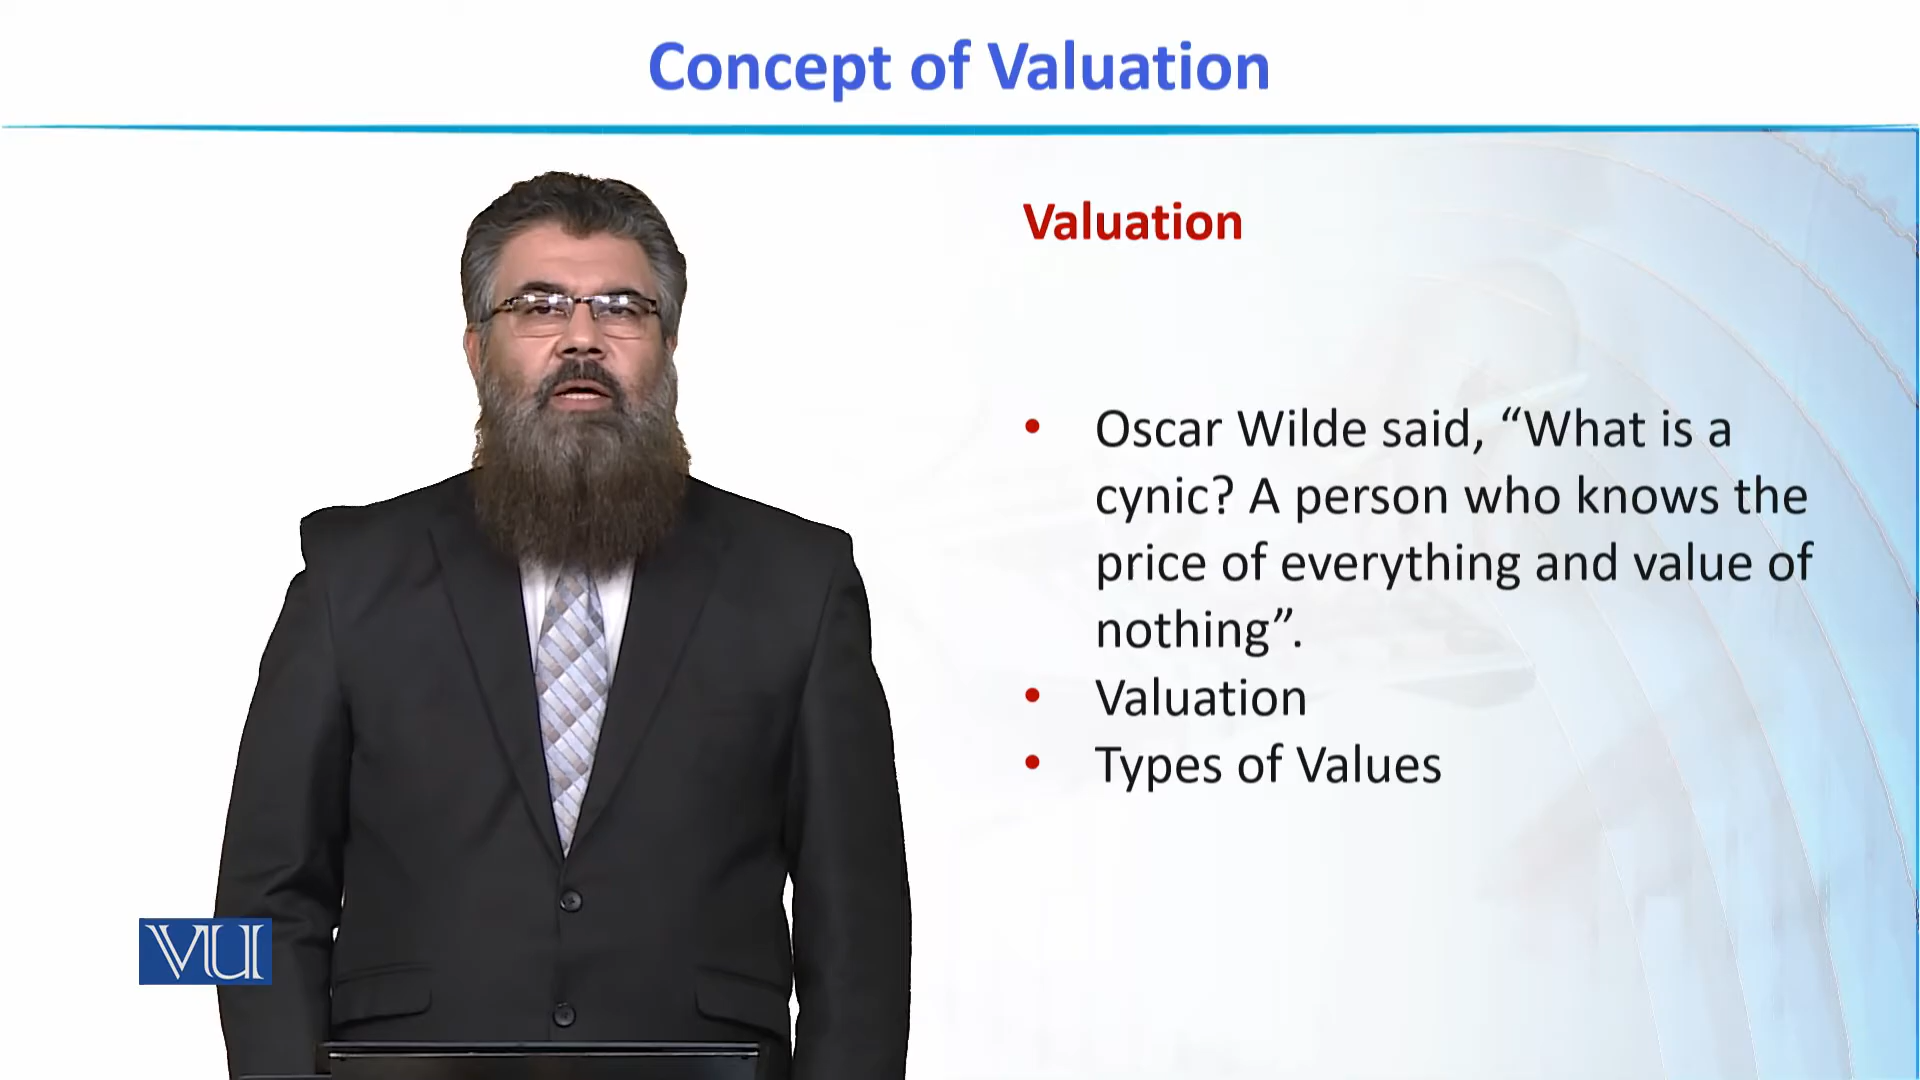 Concept of Valuation
Valuation
• Oscar Wilde said, “What is a
cynic? A person who knows the
price of everything and value of
nothing”.
• Valuation
• Types of Values
VU